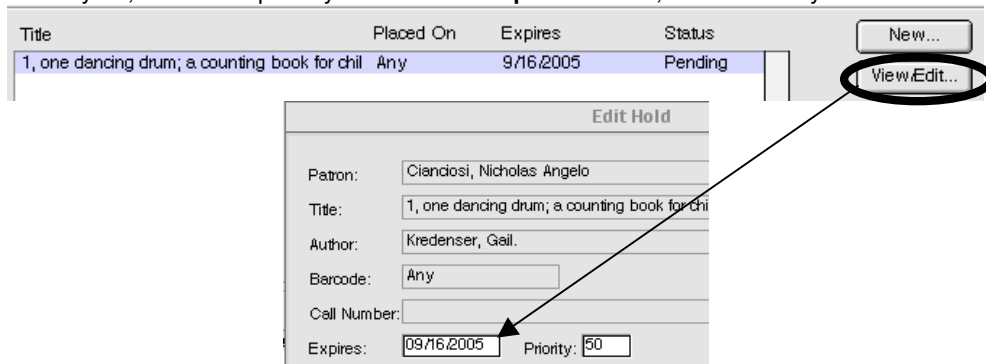 Title Placed On Expires Status New...
1, one dancing drum; a counting book for chil Any 9/16/2005 Pending
View/Edit...
Edit Hold
Patron: Cianciosi, Nicholas Angelo
Title: 1, one dancing drum; a counting book for chi
Author: Kredenser, Gail.
Barcode: Any
Call Number:
Expires: 09/16/2005 Priority: 50